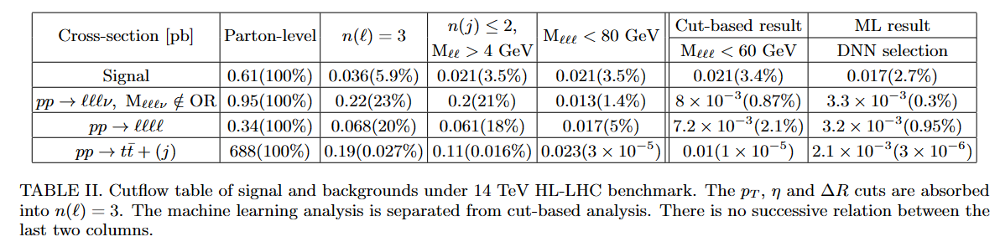 Cross-section [pb] Parton-level n(ℓ) = 3 n(j) ≤ 2, M_ℓℓ > 4 GeV M_ℓℓℓ < 80 GeV Cut-based result M_ℓℓℓ < 60 GeV ML result DNN selection
Signal 0.61(100%) 0.036(5.9%) 0.021(3.5%) 0.021(3.5%) 0.021(3.4%) 0.017(2.7%)
pp → ℓℓℓν, M_ℓℓℓν ∉ OR 0.95(100%) 0.22(23%) 0.2(21%) 0.013(1.4%) 8 × 10⁻³(0.87%) 3.3 × 10⁻³(0.3%)
pp → ℓℓℓℓ 0.34(100%) 0.068(20%) 0.061(18%) 0.017(5%) 7.2 × 10⁻³(2.1%) 3.2 × 10⁻³(0.95%)
pp → tt̄ + (j) 688(100%) 0.19(0.027%) 0.11(0.016%) 0.023(3 × 10⁻⁵) 0.01(1 × 10⁻⁵) 2.1 × 10⁻³(3 × 10⁻⁶)
TABLE II. Cutflow table of signal and backgrounds under 14 TeV HL-LHC benchmark. The p_T, η and ΔR cuts are absorbed
into n(ℓ) = 3. The machine learning analysis is separated from cut-based analysis. There is no successive relation between the
last two columns.